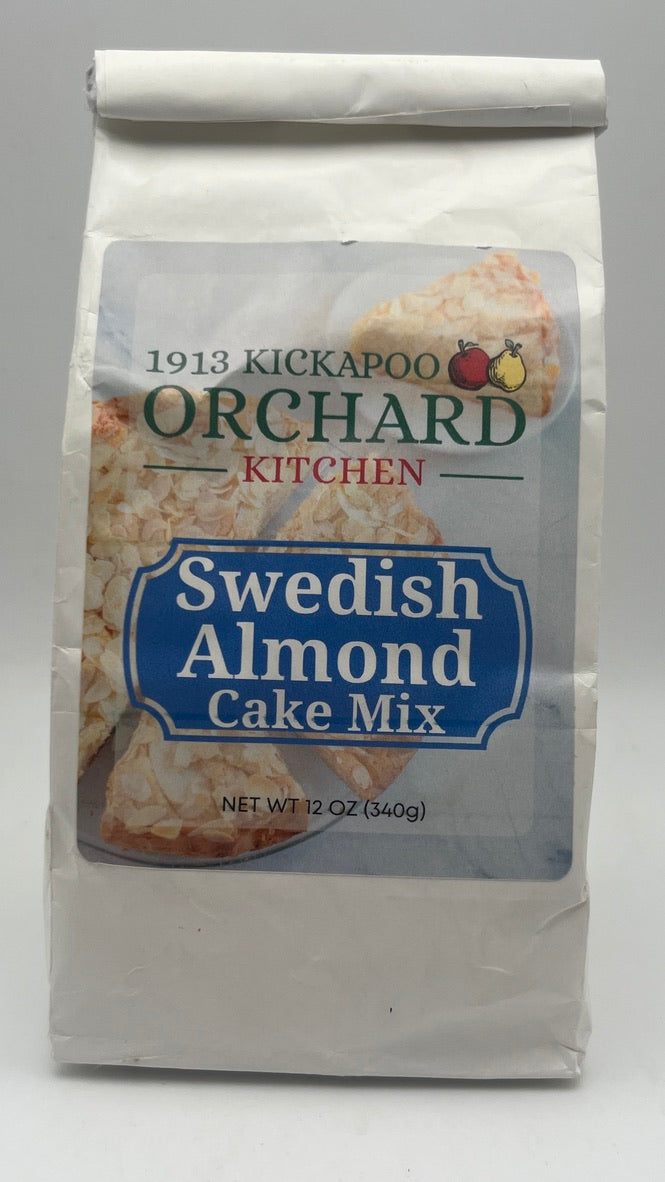 1913 KICKAPOO
ORCHARD
KITCHEN
Swedish
Almond
Cake Mix
NET WT 12 OZ (340g)